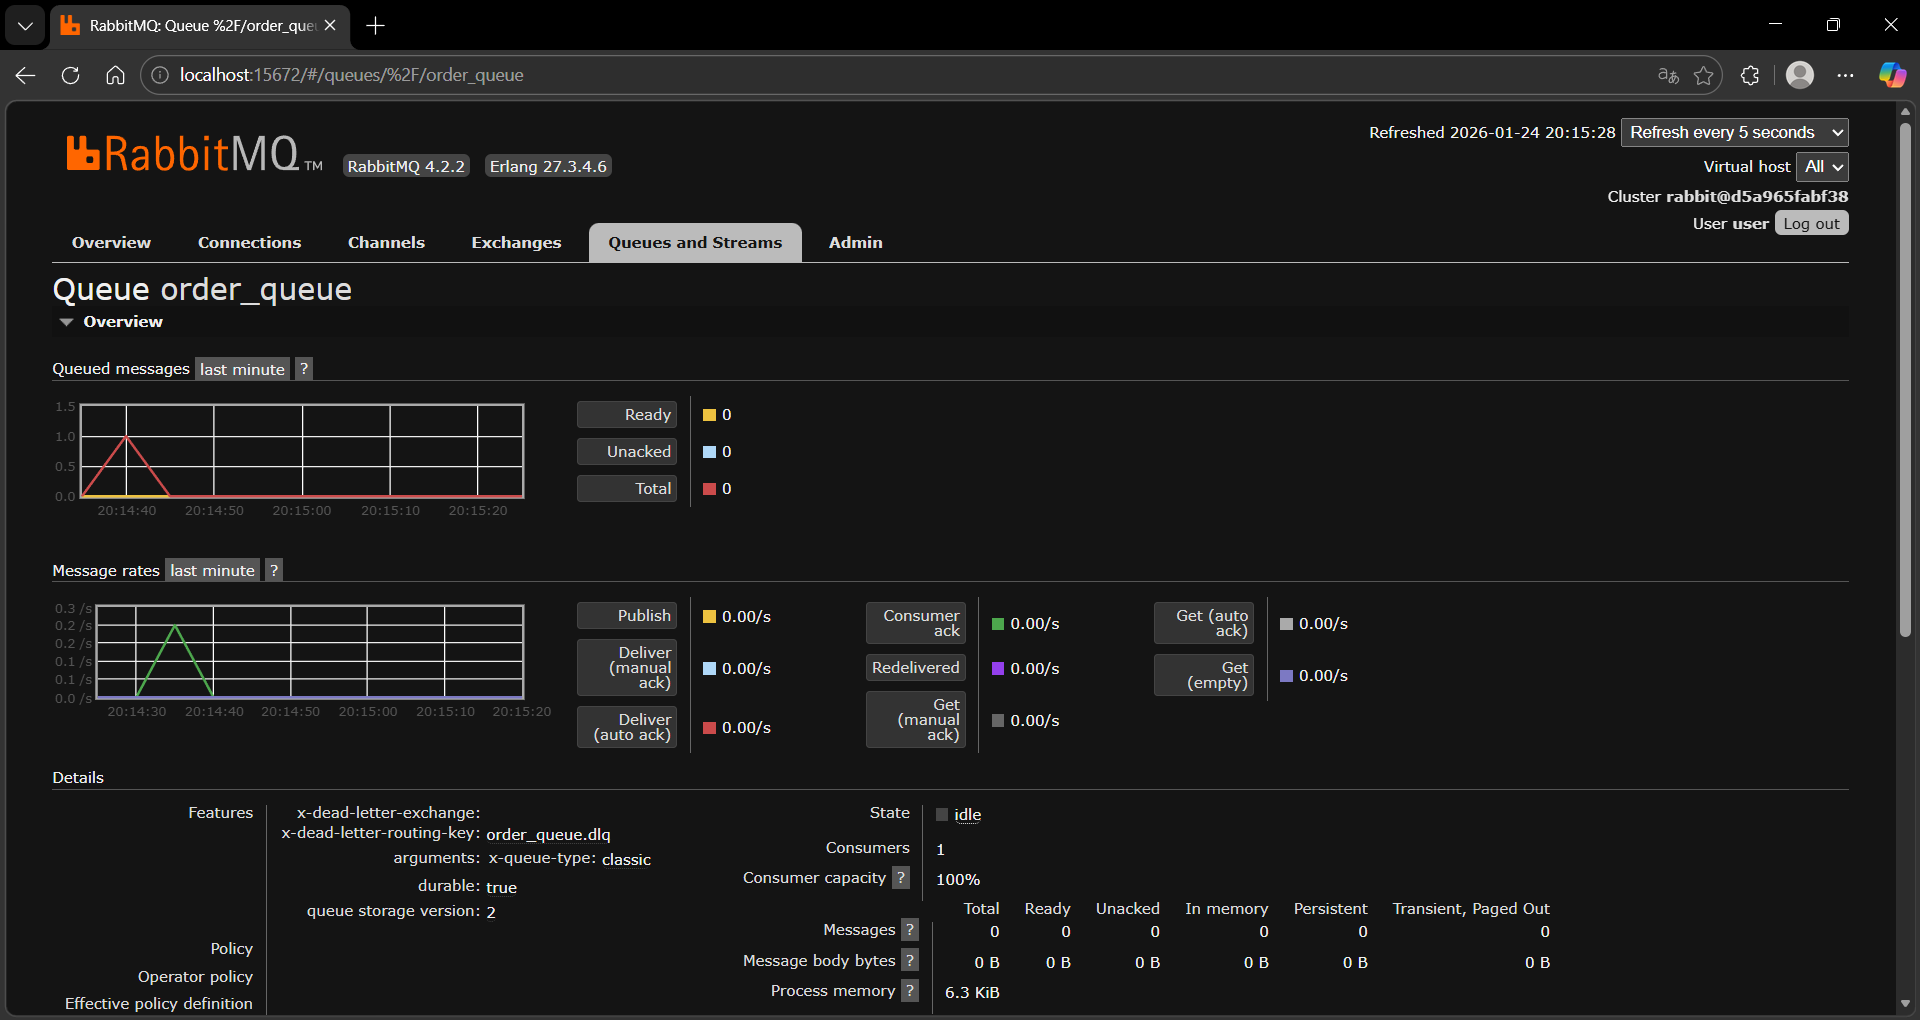 RabbitMQ: Queue %2F/order_que
localhost:15672/#/queues/%2F/order_queue
RabbitMQ TM
RabbitMQ 4.2.2 Erlang 27.3.4.6
Refreshed 2026-01-24 20:15:28 Refresh every 5 seconds
Virtual host All
Cluster rabbit@d5a965fabf38
User user Log out
Overview Connections Channels Exchanges Queues and Streams Admin
Queue order_queue
Overview
Queued messages last minute ?
1.5
1.0
0.5
0.0
20:14:40 20:14:50 20:15:00 20:15:10 20:15:20
Ready 0
Unacked 0
Total 0
Message rates last minute ?
0.3 /s
0.2 /s
0.2 /s
0.1 /s
0.1 /s
0.0 /s
20:14:30 20:14:40 20:14:50 20:15:00 20:15:10 20:15:20
Publish 0.00/s
Deliver
(manual 0.00/s
ack)
Deliver
(auto ack) 0.00/s
Consumer
ack 0.00/s
Redelivered 0.00/s
Get
(manual 0.00/s
ack)
Get (auto
ack) 0.00/s
Get
(empty) 0.00/s
Details
Features
x-dead-letter-exchange:
x-dead-letter-routing-key: order_queue.dlq
arguments: x-queue-type: classic
durable: true
queue storage version: 2
Policy
Operator policy
Effective policy definition
State idle
Consumers 1
Consumer capacity ? 100%
Total Ready Unacked In memory Persistent Transient, Paged Out
Messages ? 0 0 0 0 0 0
Message body bytes ? 0 B 0 B 0 B 0 B 0 B 0 B
Process memory ? 6.3 KiB